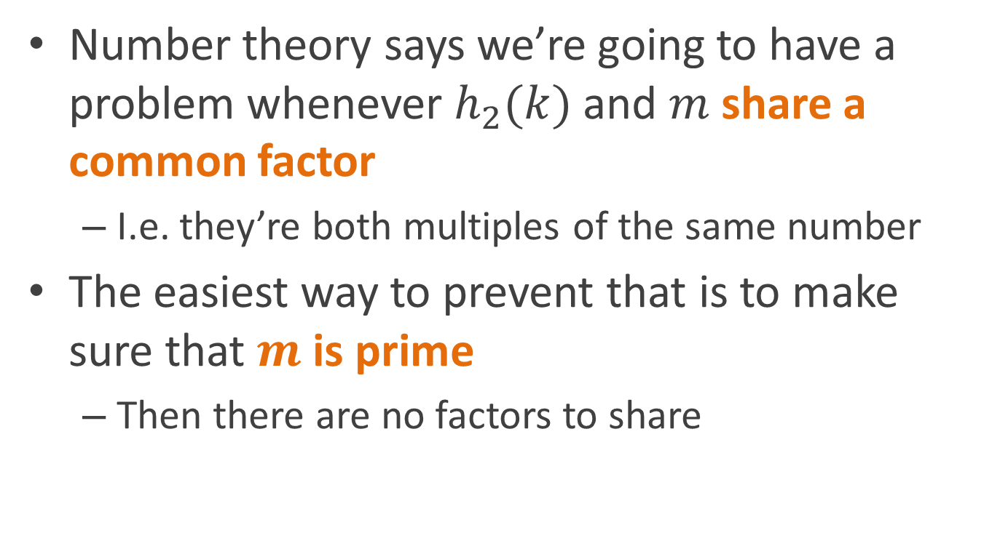 • Number theory says we’re going to have a
problem whenever ℎ₂(𝑘) and 𝑚 share a
common factor
– I.e. they’re both multiples of the same number
• The easiest way to prevent that is to make
sure that 𝒎 is prime
– Then there are no factors to share